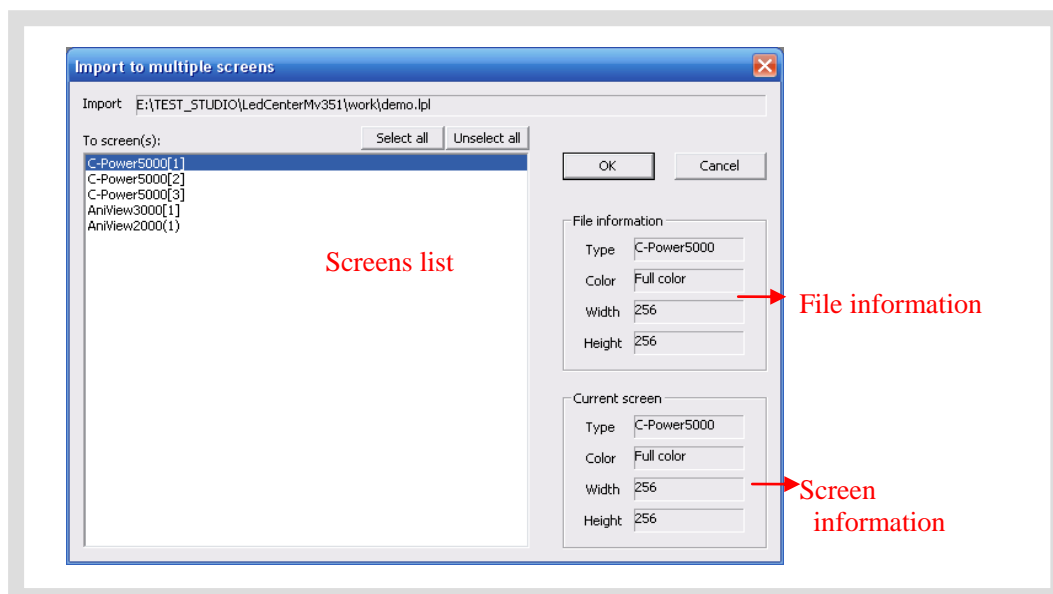 Import to multiple screens
Import E:\TEST_STUDIO\LedCenterMv351\work\demo.lpl
To screen(s): Select all Unselect all
C-Power5000[1]
C-Power5000[2]
C-Power5000[3]
AniView3000[1]
AniView2000(1)
Screens list
OK Cancel
File information
Type C-Power5000
Color Full color
Width 256
Height 256
File information
Current screen
Type C-Power5000
Color Full color
Width 256
Height 256
Screen
information